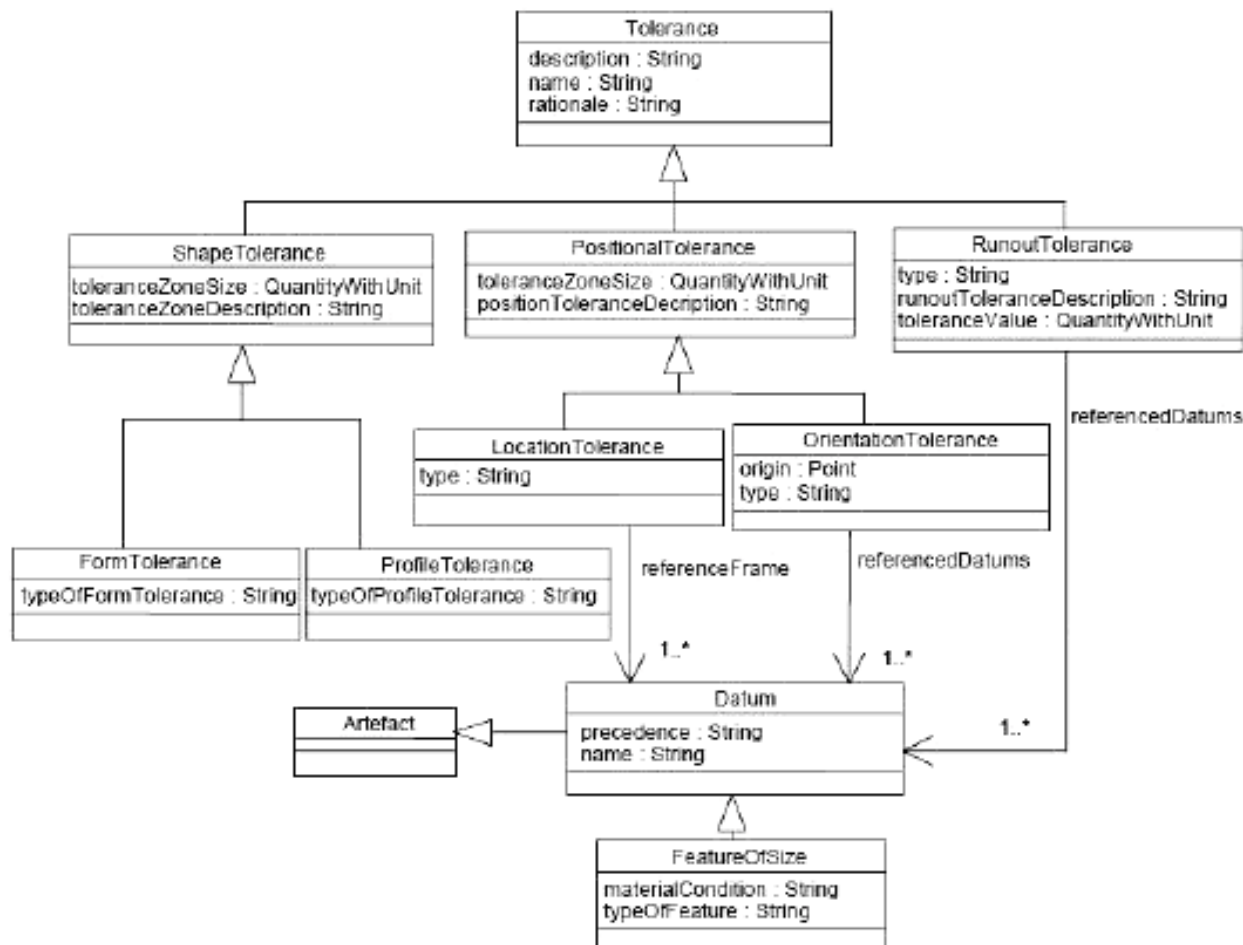 Tolerance
description : String
name : String
rationale : String
ShapeTolerance
toleranceZoneSize : QuantityWithUnit
toleranceZoneDescription : String
PositionalTolerance
toleranceZoneSize : QuantityWithUnit
positionToleranceDecription : String
RunoutTolerance
type : String
runoutToleranceDescription : String
toleranceValue : QuantityWithUnit
referencedDatums
LocationTolerance
type : String
OrientationTolerance
origin : Point
type : String
FormTolerance
typeOfFormTolerance : String
ProfileTolerance
typeOfProfileTolerance : String
referenceFrame
referencedDatums
1..*
1..*
1..*
Artefact
Datum
precedence : String
name : String
FeatureOfSize
materialCondition : String
typeOfFeature : String